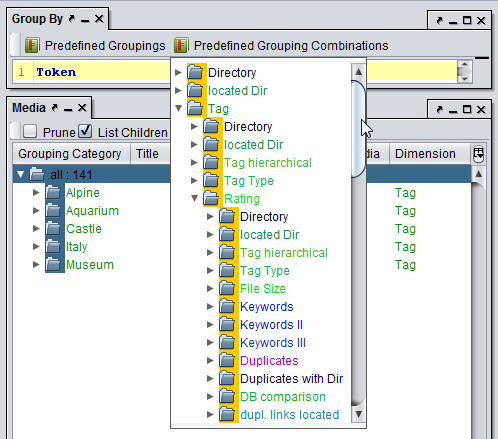 Group By
Predefined Groupings Predefined Grouping Combinations
1 Token
Media
Prune List Children
Grouping Category Title dia Dimension
all : 141
Alpine Tag
Aquarium Tag
Castle Tag
Italy Tag
Museum Tag
Directory
located Dir
Tag
Directory
located Dir
Tag hierarchical
Tag Type
Rating
Directory
located Dir
Tag hierarchical
Tag Type
File Size
Keywords
Keywords II
Keywords III
Duplicates
Duplicates with Dir
DB comparison
dupl. links located